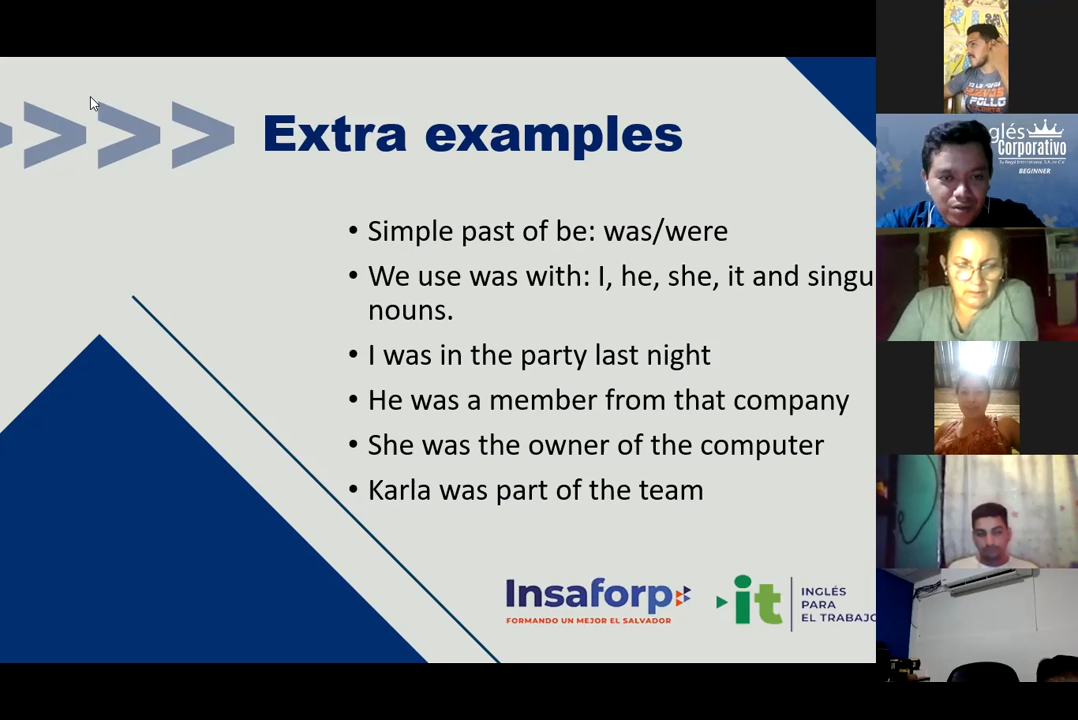 Extra examples
• Simple past of be: was/were
• We use was with: I, he, she, it and singu
nouns.
• I was in the party last night
• He was a member from that company
• She was the owner of the computer
• Karla was part of the team
Insaforp
FORMANDO UN MEJOR EL SALVADOR
it
INGLÉS
PARA
EL TRABAJO
POLLO
glés
Corporativo
BEGINNER